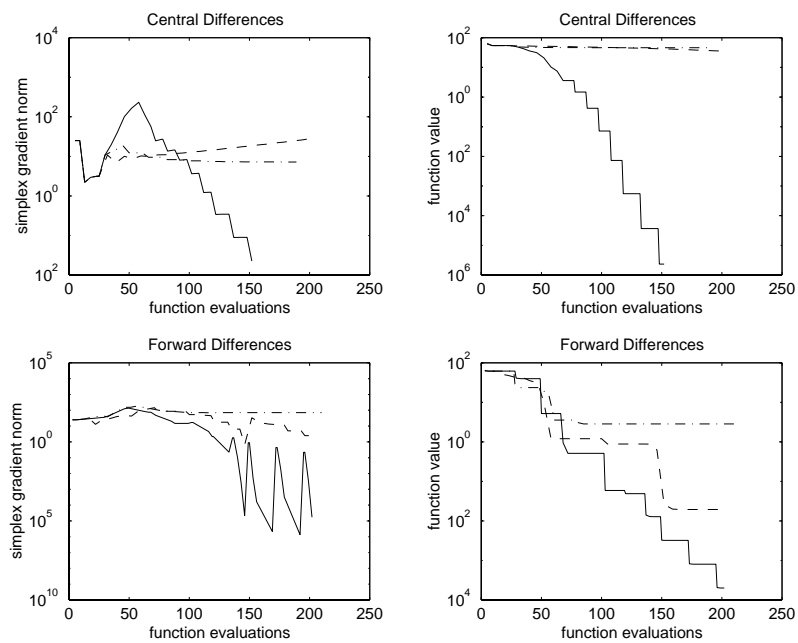 Central Differences
10^4
10^2
10^0
10^2
simplex gradient norm
0 50 100 150 200 250
function evaluations
Central Differences
10^2
10^0
10^2
10^4
10^6
function value
0 50 100 150 200 250
function evaluations
Forward Differences
10^5
10^0
10^5
10^10
simplex gradient norm
0 50 100 150 200 250
function evaluations
Forward Differences
10^2
10^0
10^2
10^4
function value
0 50 100 150 200 250
function evaluations